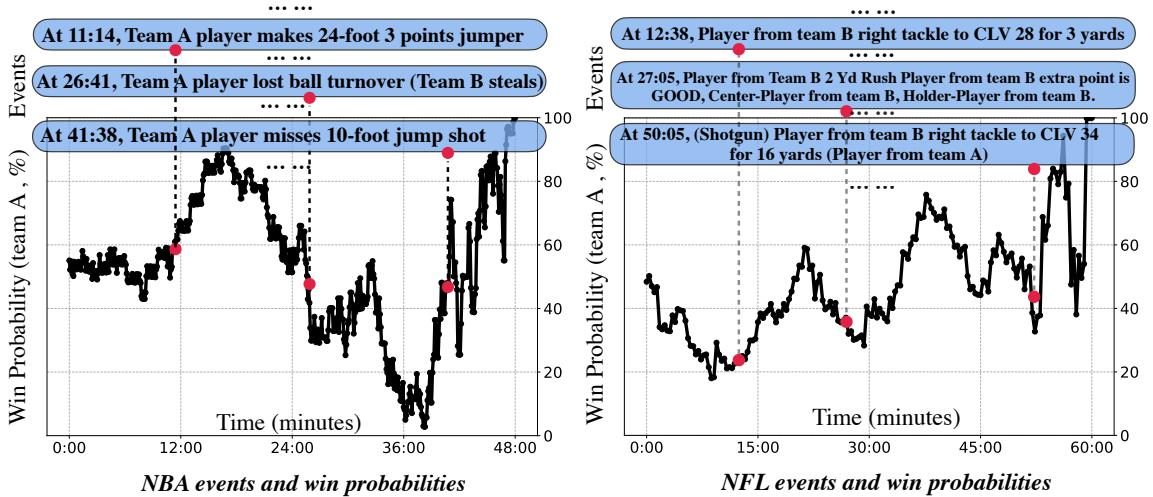 ... ...
At 11:14, Team A player makes 24-foot 3 points jumper
... ...
At 26:41, Team A player lost ball turnover (Team B steals)
... ...
At 41:38, Team A player misses 10-foot jump shot
... ...
Events
Win Probability (team A , %)
100
80
60
40
20
0
Time (minutes)
0:00
12:00
24:00
36:00
48:00
NBA events and win probabilities
... ...
At 12:38, Player from team B right tackle to CLV 28 for 3 yards
... ...
At 27:05, Player from Team B 2 Yd Rush Player from team B extra point is
GOOD, Center-Player from team B, Holder-Player from team B.
... ...
At 50:05, (Shotgun) Player from team B right tackle to CLV 34
for 16 yards (Player from team A)
... ...
Events
Win Probability (team A, %)
100
80
60
40
20
0
Time (minutes)
0:00
15:00
30:00
45:00
60:00
NFL events and win probabilities